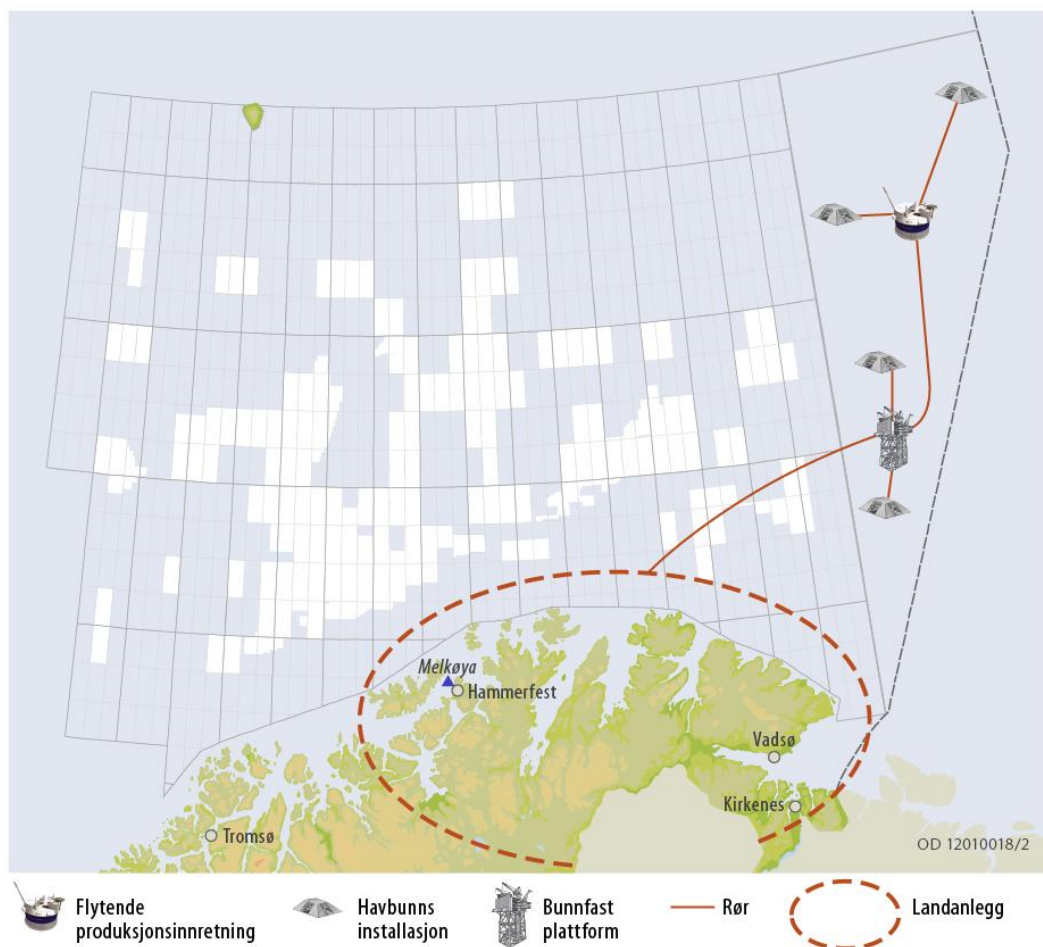 Melkøya
Hammerfest
Vadsø
Kirkenes
Tromsø
OD 12010018/2
Flytende
produksjonsinnretning
Havbunns
installasjon
Bunnfast
plattform
Rør
Landanlegg